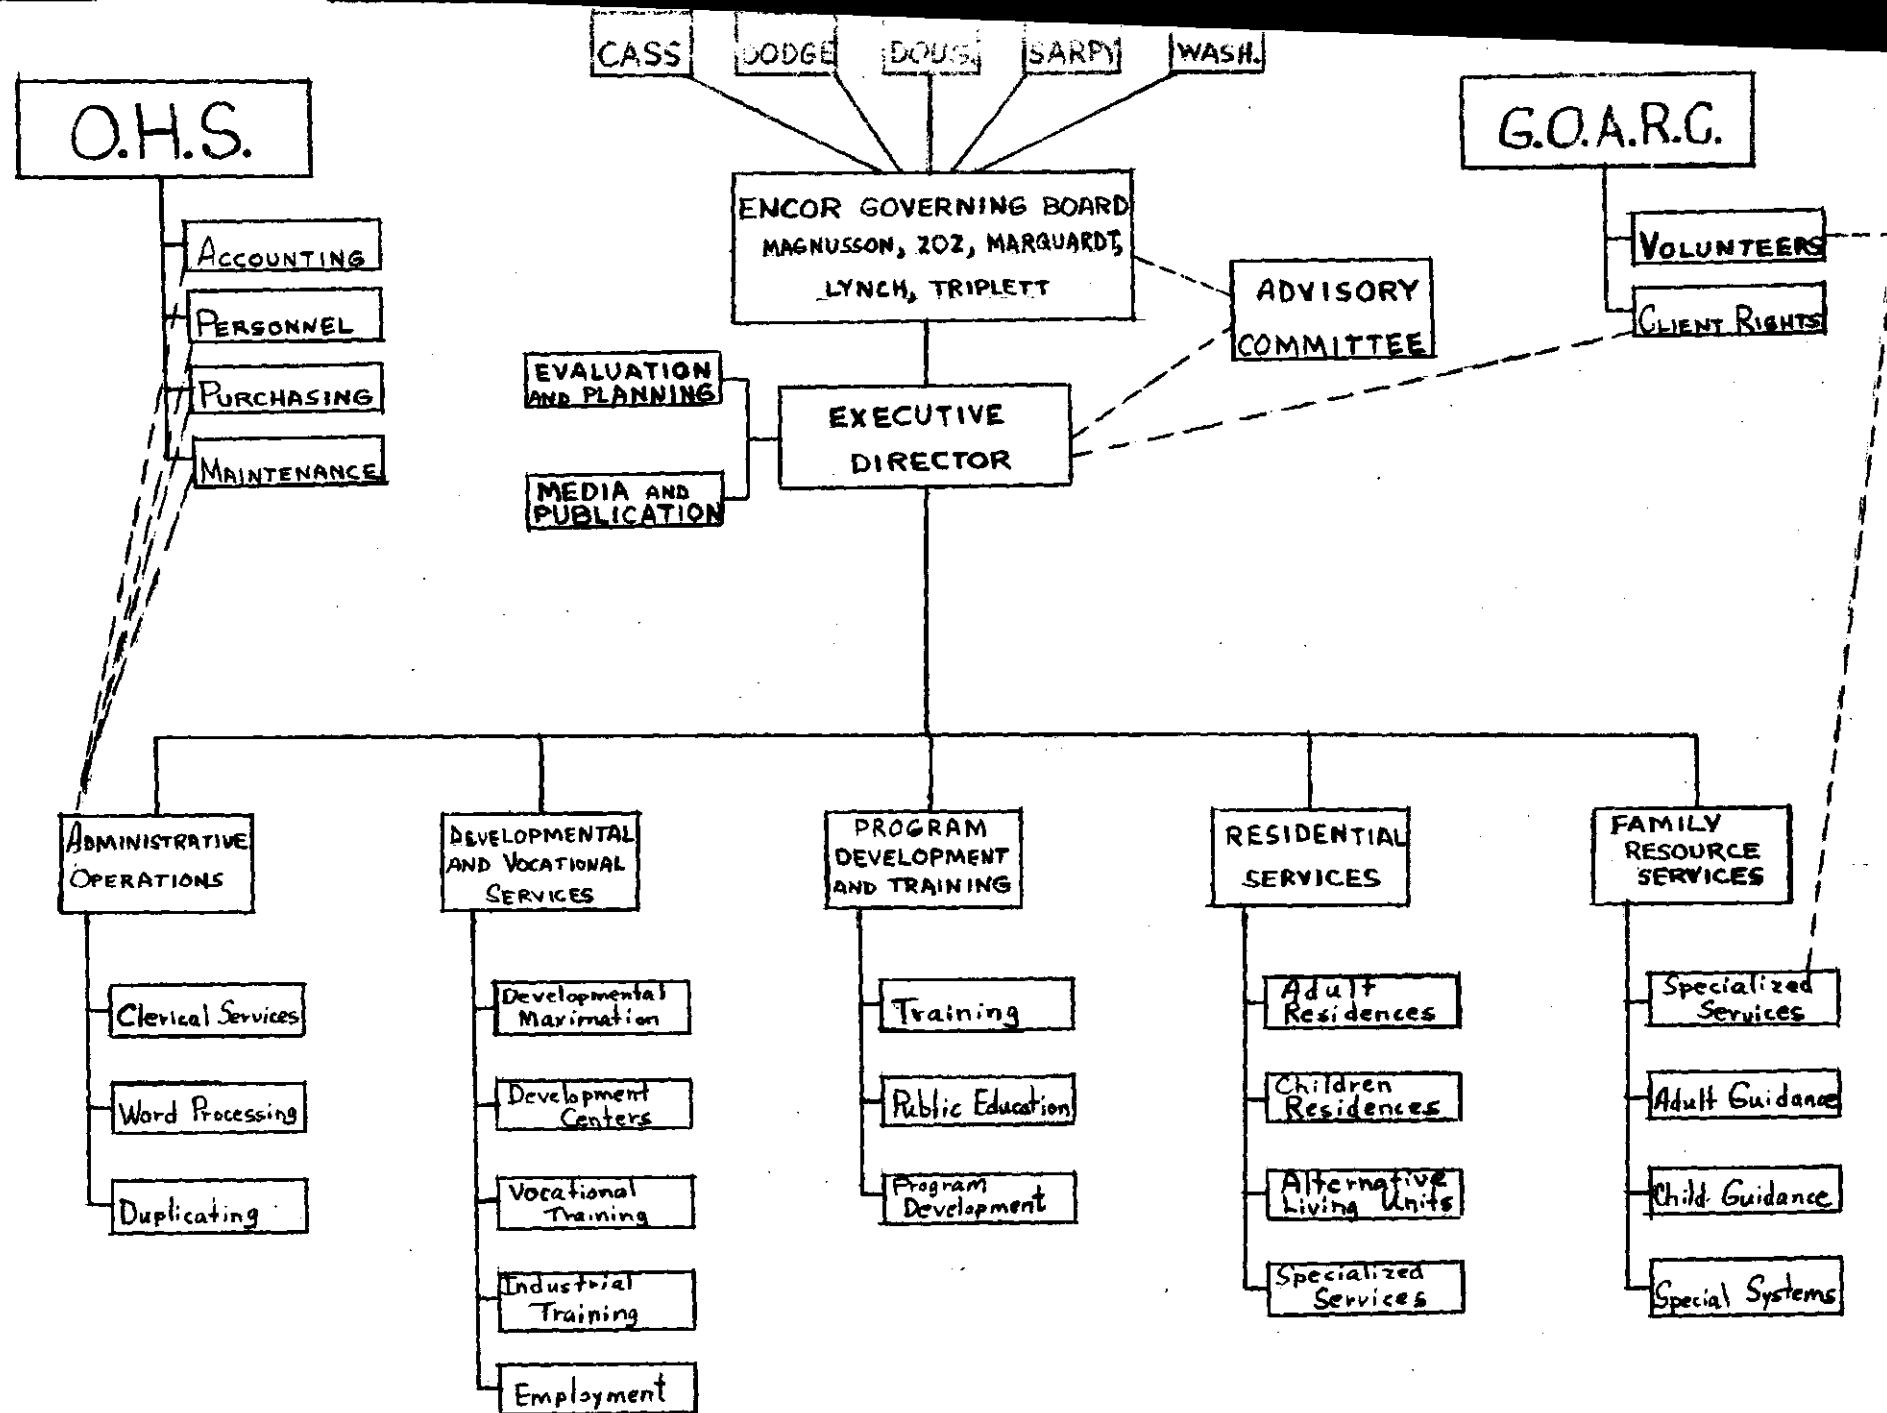 CASS
DODGE
DOUG.
SARPY
WASH.
O.H.S.
ACCOUNTING
PERSONNEL
PURCHASING
MAINTENANCE
ENCOR GOVERNING BOARD
MAGNUSSON, 202, MARQUARDT,
LYNCH, TRIPLETT
ADVISORY
COMMITTEE
G.O.A.R.C.
VOLUNTEERS
CLIENT RIGHTS
EVALUATION
AND PLANNING
MEDIA AND
PUBLICATION
EXECUTIVE
DIRECTOR
ADMINISTRATIVE
OPERATIONS
Clerical Services
Word Processing
Duplicating
DEVELOPMENTAL
AND VOCATIONAL
SERVICES
Developmental
Maximation
Development
Centers
Vocational
Training
Industrial
Training
Employment
PROGRAM
DEVELOPMENT
AND TRAINING
Training
Public Education
Program
Development
RESIDENTIAL
SERVICES
Adult
Residences
Children
Residences
Alternative
Living Units
Specialized
Services
FAMILY
RESOURCE
SERVICES
Specialized
Services
Adult Guidance
Child Guidance
Special Systems